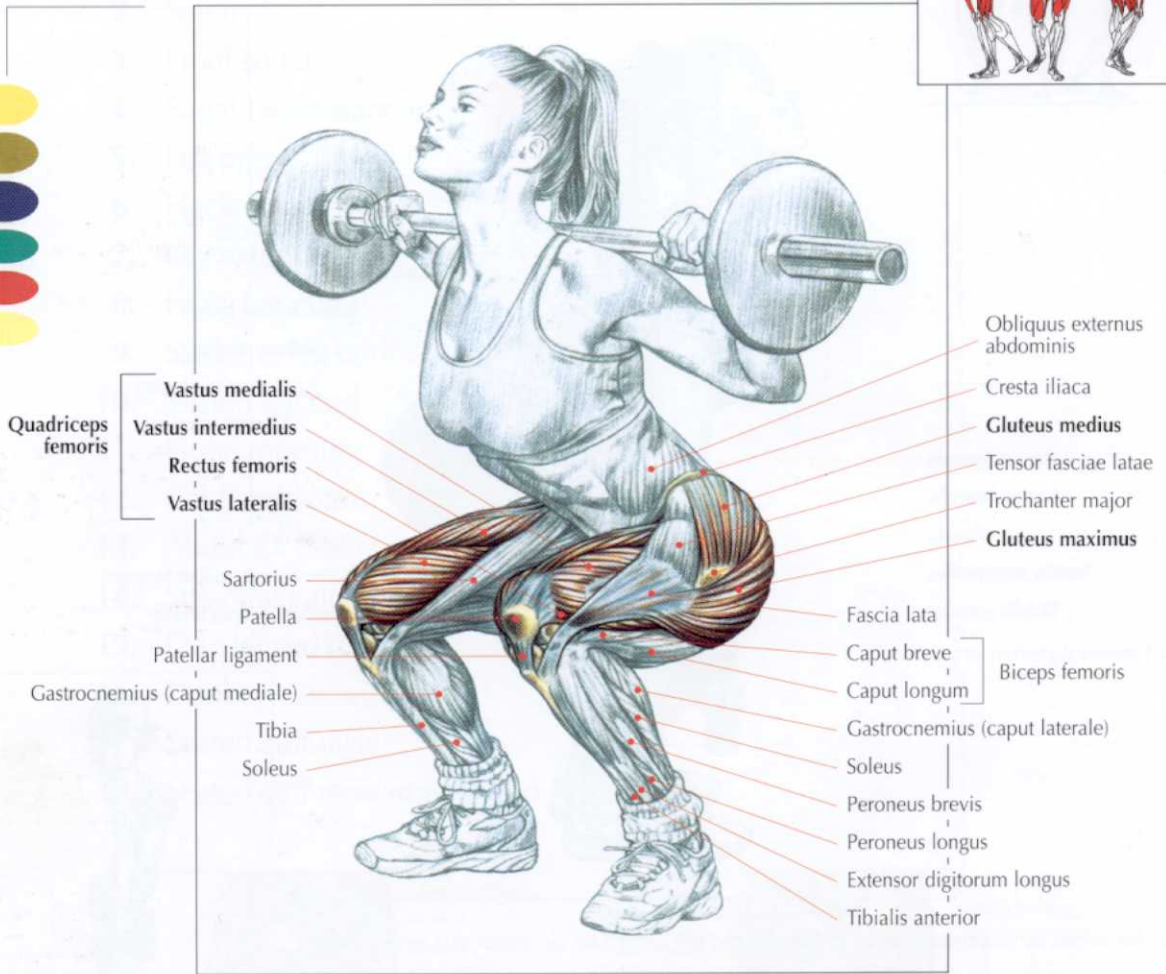 Vastus medialis
Quadriceps
femoris
Vastus intermedius
Rectus femoris
Vastus lateralis
Sartorius
Patella
Patellar ligament
Gastrocnemius (caput mediale)
Tibia
Soleus
Obliquus externus
abdominis
Cresta iliaca
Gluteus medius
Tensor fasciae latae
Trochanter major
Gluteus maximus
Fascia lata
Caput breve
Caput longum
Biceps femoris
Gastrocnemius (caput laterale)
Soleus
Peroneus brevis
Peroneus longus
Extensor digitorum longus
Tibialis anterior